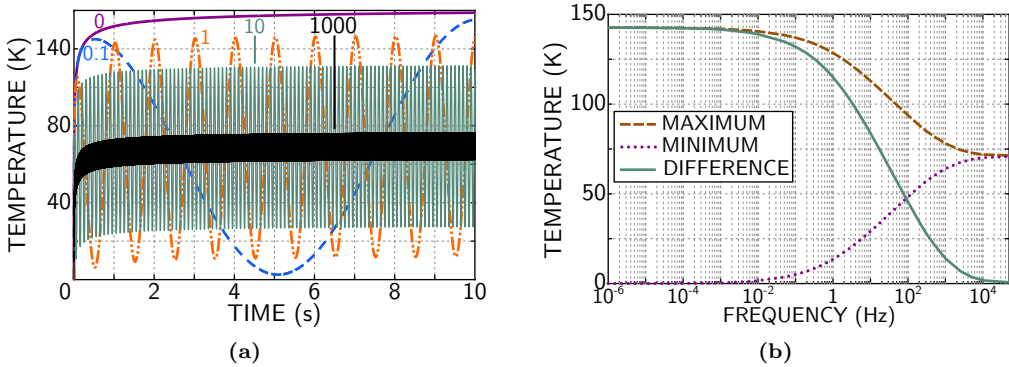 TEMPERATURE (K)
140
80
40
0
0.1
1
10
1000
0 2 4 6 8 10
TIME (s)
(a)
TEMPERATURE (K)
150
100
50
0
MAXIMUM
MINIMUM
DIFFERENCE
10^-6 10^-4 10^-2 1 10^2 10^4
FREQUENCY (Hz)
(b)